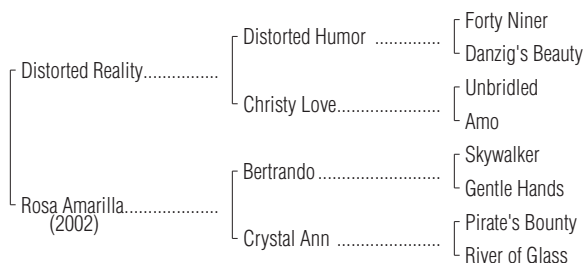 Forty Niner
Distorted Humor ..............
Danzig's Beauty
Distorted Reality................
Unbridled
Christy Love......................
Amo
Skywalker
Bertrando ..........................
Gentle Hands
Rosa Amarilla....................
(2002)
Pirate's Bounty
Crystal Ann ......................
River of Glass